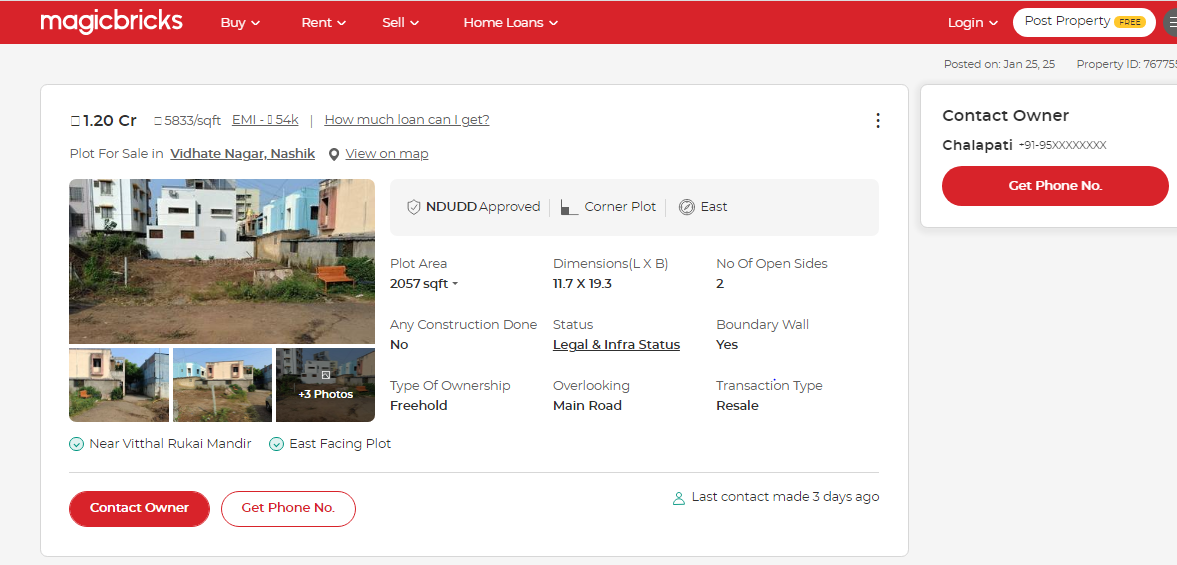 magicbricks Buy Rent Sell Home Loans Login Post Property FREE
Posted on: Jan 25, 25 Property ID: 767755
1.20 Cr 5833/sqft EMI - 54k | How much loan can I get?
Plot For Sale in Vidhate Nagar, Nashik View on map
NDUDD Approved Corner Plot East
Plot Area Dimensions(L X B) No Of Open Sides
2057 sqft 11.7 X 19.3 2
Any Construction Done Status Boundary Wall
No Legal & Infra Status Yes
Type Of Ownership Overlooking Transaction Type
Freehold Main Road Resale
+3 Photos
Near Vitthal Rukai Mandir East Facing Plot
Contact Owner Get Phone No. Last contact made 3 days ago
Contact Owner
Chalapati +91-95XXXXXXXX
Get Phone No.